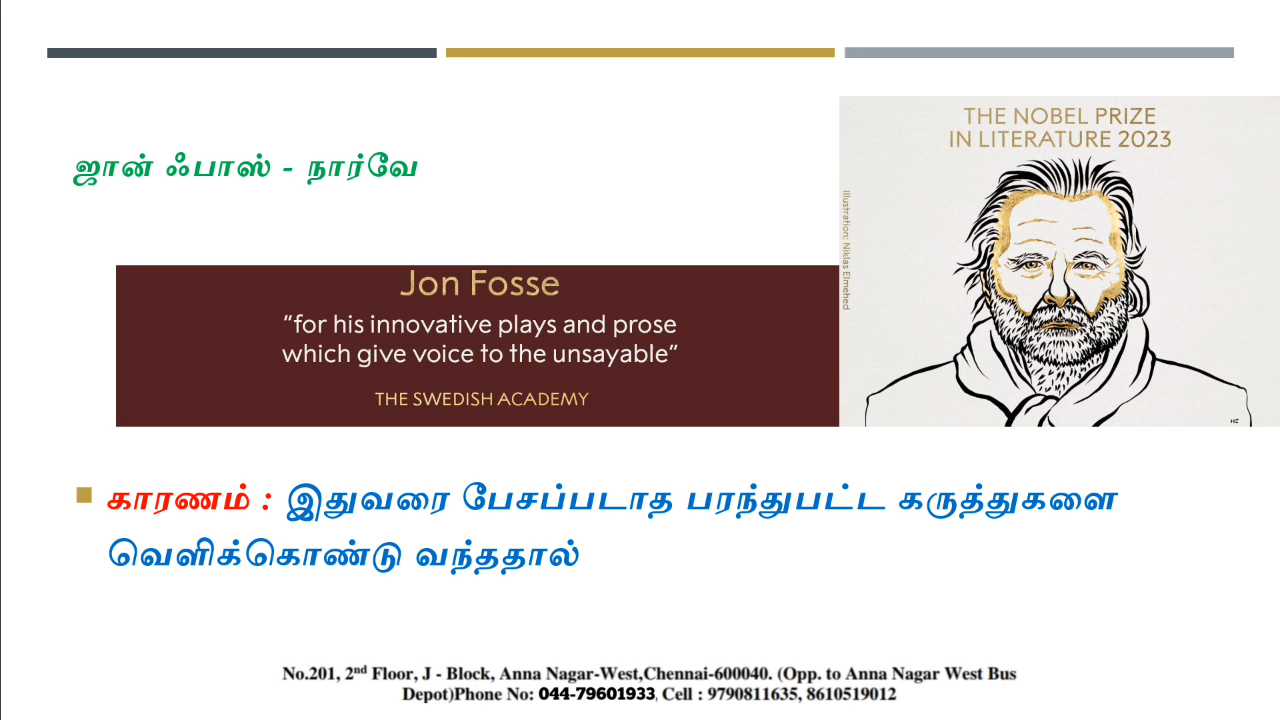 THE NOBEL PRIZE
IN LITERATURE 2023
ஜான் ஃபாஸ் - நார்வே
Illustration: Niklas Elmehed
Jon Fosse
“for his innovative plays and prose
which give voice to the unsayable”
THE SWEDISH ACADEMY
காரணம் : இதுவரை பேசப்படாத பரந்துபட்ட கருத்துகளை
வெளிக்கொண்டு வந்ததால்
No.201, 2nd Floor, J - Block, Anna Nagar-West,Chennai-600040. (Opp. to Anna Nagar West Bus
Depot)Phone No: 044-79601933, Cell : 9790811635, 8610519012